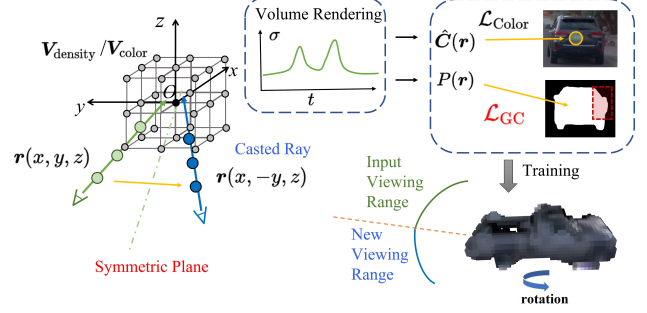 z
V_density / V_color
x
O
y
r(x, y, z)
r(x, −y, z)
Casted Ray
Symmetric Plane
Volume Rendering
σ
t
Ĉ(r)
P(r)
ℒ_Color
ℒ_GC
Training
Input
Viewing
Range
New
Viewing
Range
rotation